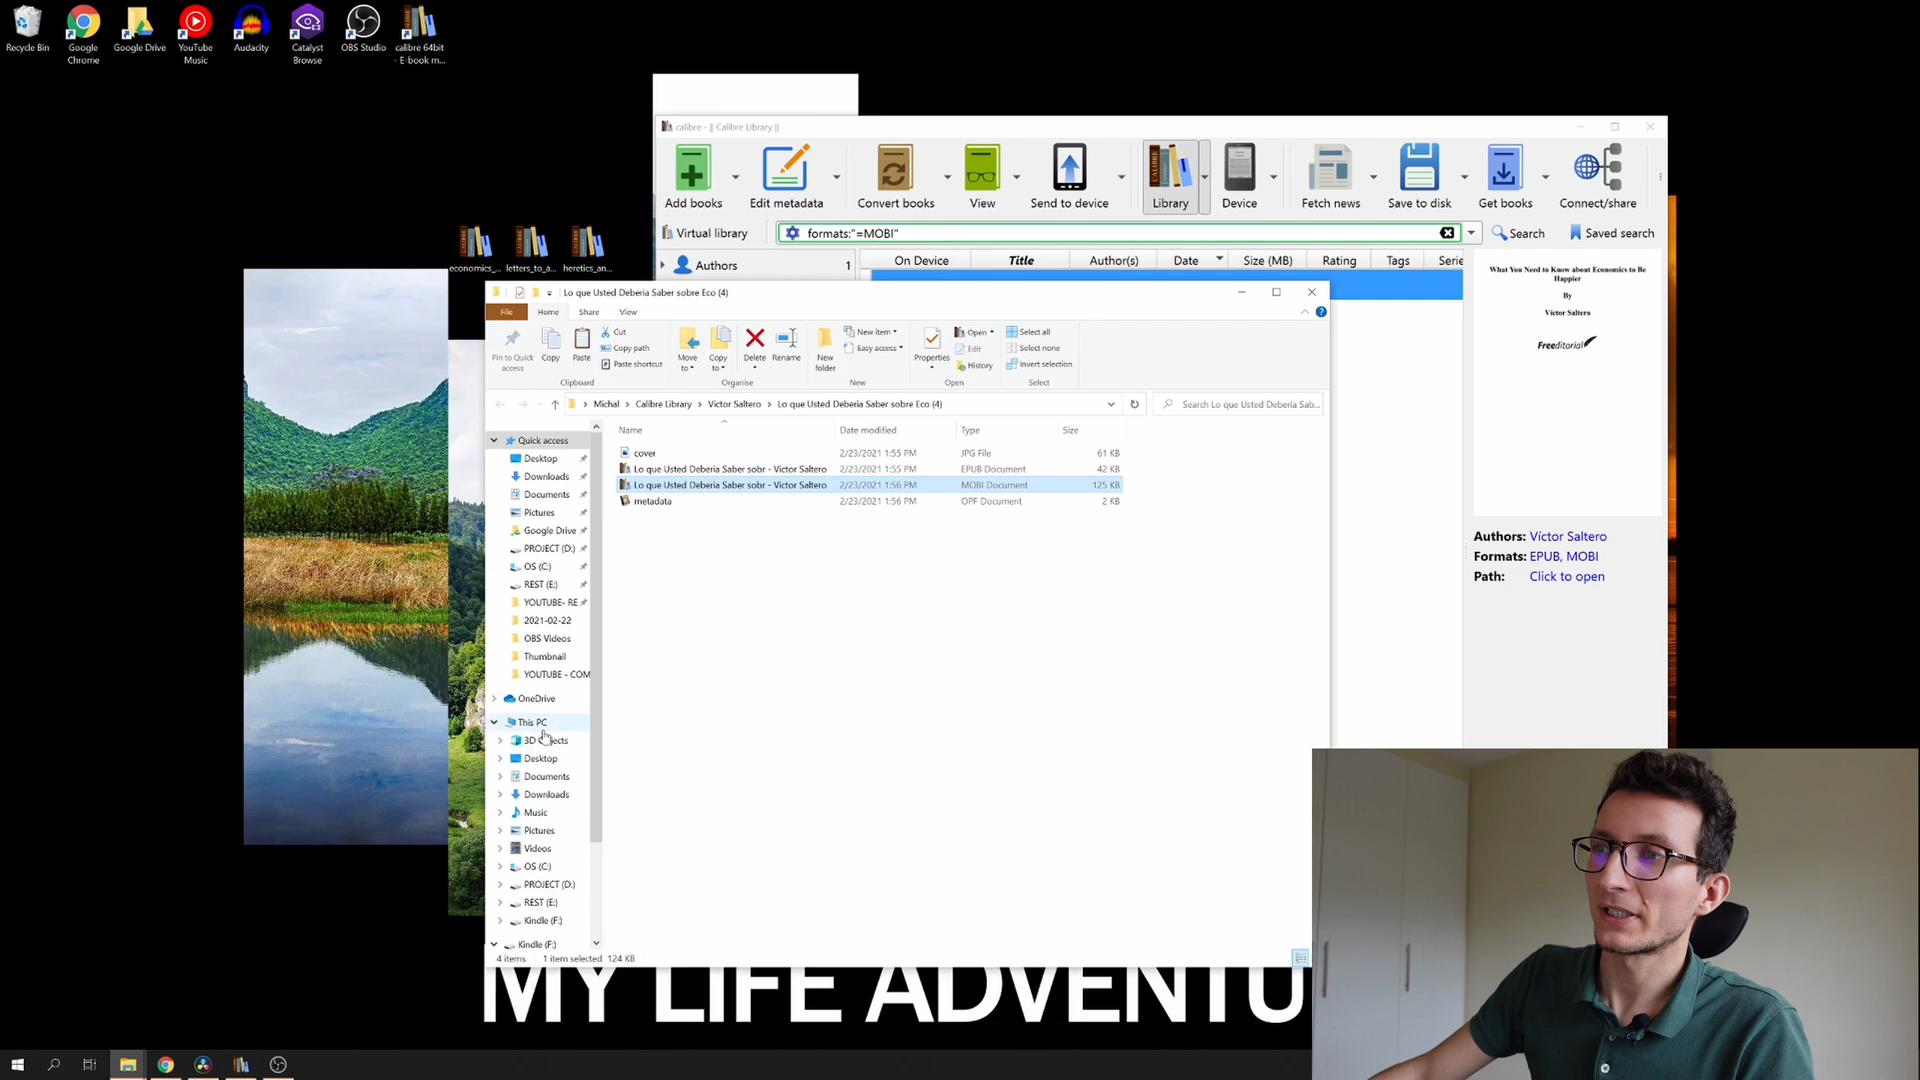 Recycle Bin
Google Chrome
Google Drive
YouTube Music
Audacity
Catalyst Browse
OBS Studio
calibre 64bit - E-book m...
economics_...
letters_to_a...
heretics_an...
calibre - || Calibre Library ||
Add books
Edit metadata
Convert books
View
Send to device
CALIBRE
Library
Device
Fetch news
Save to disk
Get books
Connect/share
Virtual library
formats:"=MOBI"
Search
Saved search
Authors 1
On Device Title Author(s) Date Size (MB) Rating Tags Serie
What You Need to Know about Economics to Be
Happier
By
Víctor Saltero
Freeditorial
Authors: Víctor Saltero
Formats: EPUB, MOBI
Path: Click to open
Lo que Usted Deberia Saber sobre Eco (4)
File Home Share View
Pin to Quick access
Copy
Paste
Cut
Copy path
Paste shortcut
Clipboard
Move to
Copy to
Delete
Rename
Organise
New folder
New item
Easy access
New
Properties
Open
Edit
History
Open
Select all
Select none
Invert selection
Select
Michal > Calibre Library > Victor Saltero > Lo que Usted Deberia Saber sobre Eco (4)
Search Lo que Usted Deberia Sab...
Name Date modified Type Size
cover 2/23/2021 1:55 PM JPG File 61 KB
Lo que Usted Deberia Saber sobr - Victor Saltero 2/23/2021 1:55 PM EPUB Document 42 KB
Lo que Usted Deberia Saber sobr - Victor Saltero 2/23/2021 1:56 PM MOBI Document 125 KB
metadata 2/23/2021 1:56 PM OPF Document 2 KB
Quick access
Desktop
Downloads
Documents
Pictures
Google Drive
PROJECT (D:)
OS (C:)
REST (E:)
YOUTUBE- RE
2021-02-22
OBS Videos
Thumbnail
YOUTUBE - COM
OneDrive
This PC
3D Objects
Desktop
Documents
Downloads
Music
Pictures
Videos
OS (C:)
PROJECT (D:)
REST (E:)
Kindle (F:)
Kindle (F:)
4 items 1 item selected 124 KB
MY LIFE ADVENTU